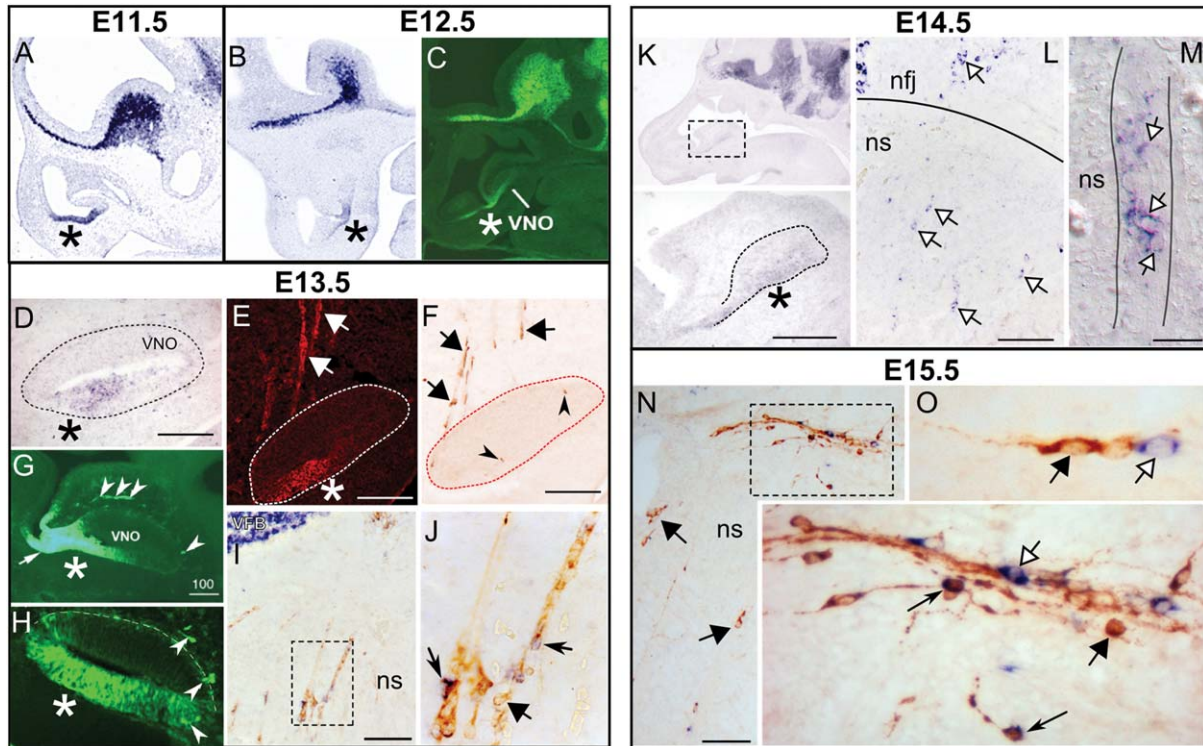 E11.5
E12.5
A
B
C
VNO
*
*
*
E13.5
D
VNO
*
E
*
F
G
VNO
*
100
H
*
VFB
I
ns
J
E14.5
K
*
nfj
L
ns
M
ns
E15.5
N
ns
O